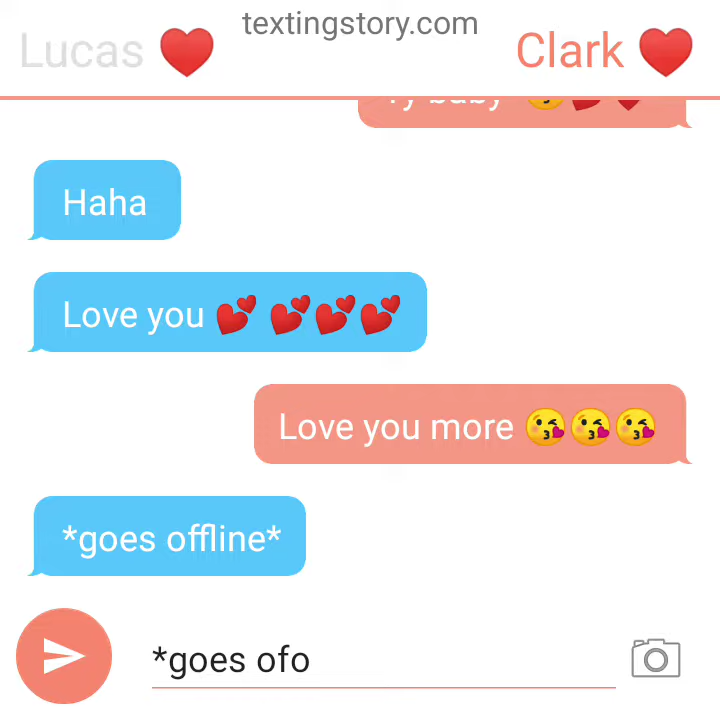 textingstory.com
Lucas ❤️
Clark ❤️
Haha
Love you 💕 💕💕💕
Love you more 😘😘😘
*goes offline*
*goes ofo